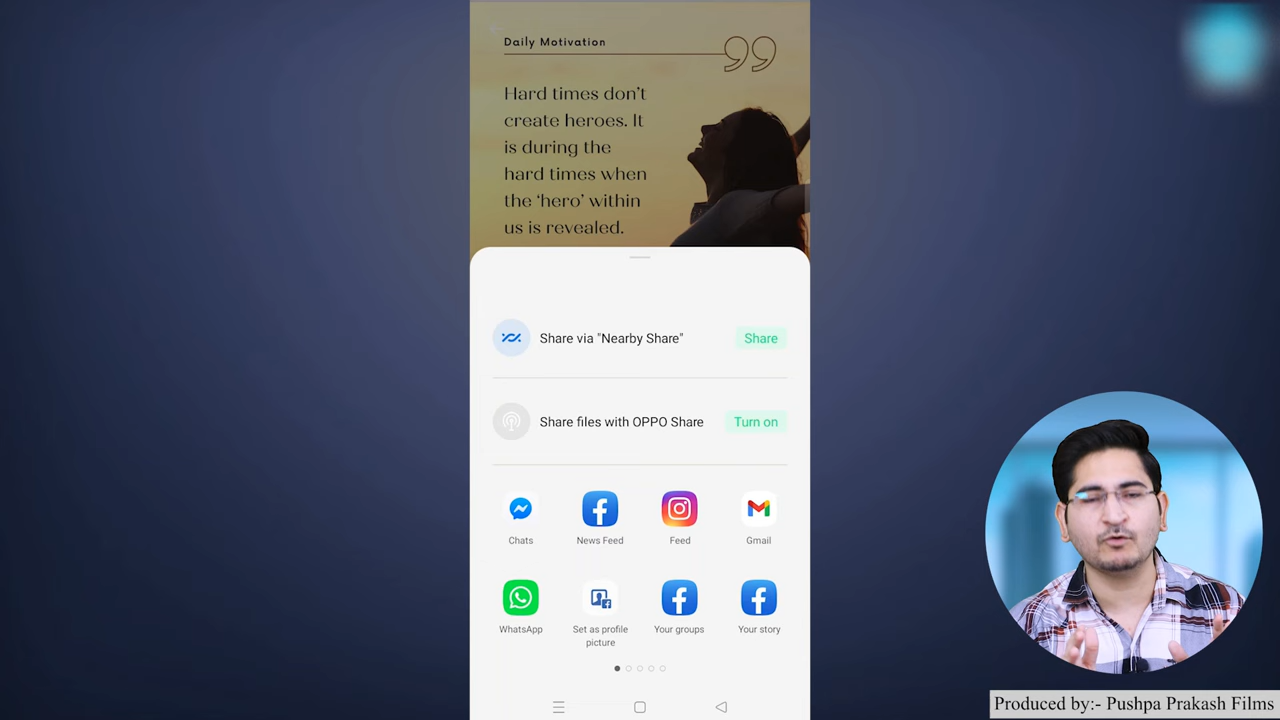 Daily Motivation
Hard times don’t
create heroes. It
is during the
hard times when
the ‘hero’ within
us is revealed.
Share via "Nearby Share"
Share
Share files with OPPO Share
Turn on
Chats
News Feed
Feed
Gmail
WhatsApp
Set as profile
picture
Your groups
Your story
Produced by:- Pushpa Prakash Films